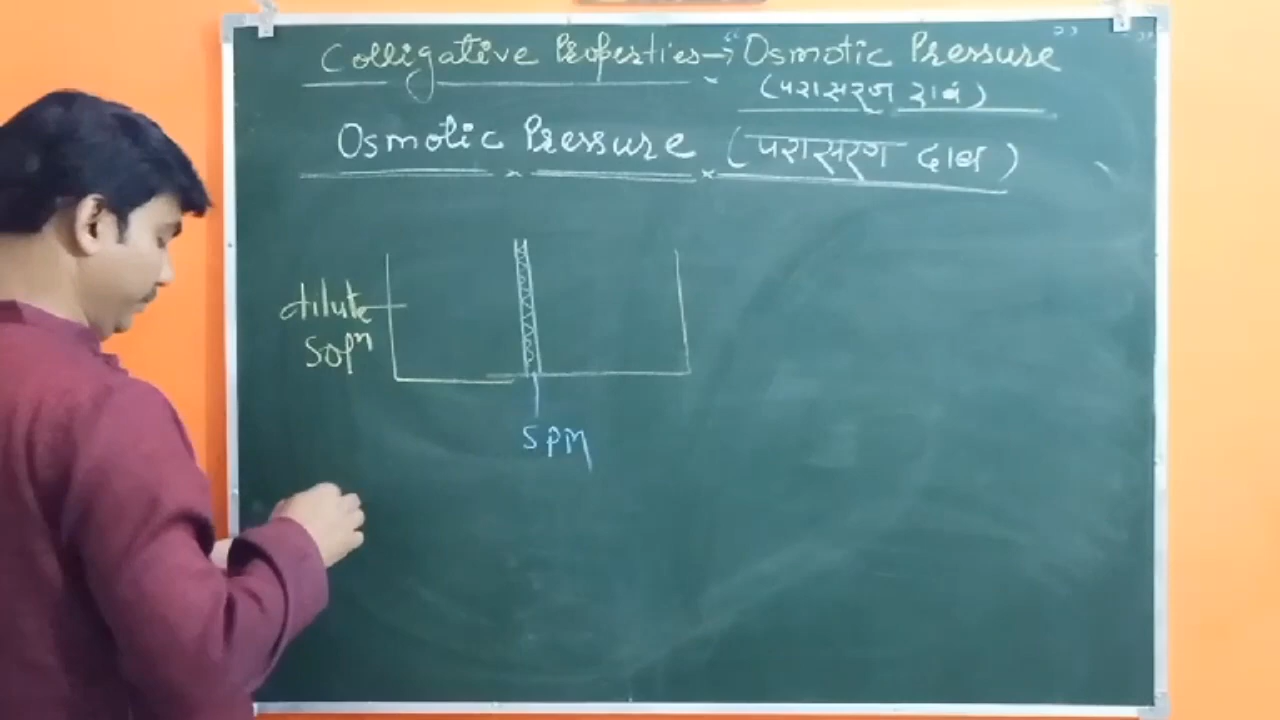 Colligative Properties → "Osmotic Pressure"
(परासरण दाब)
Osmotic Pressure (परासरण दाब)
dilute
solⁿ
SPM